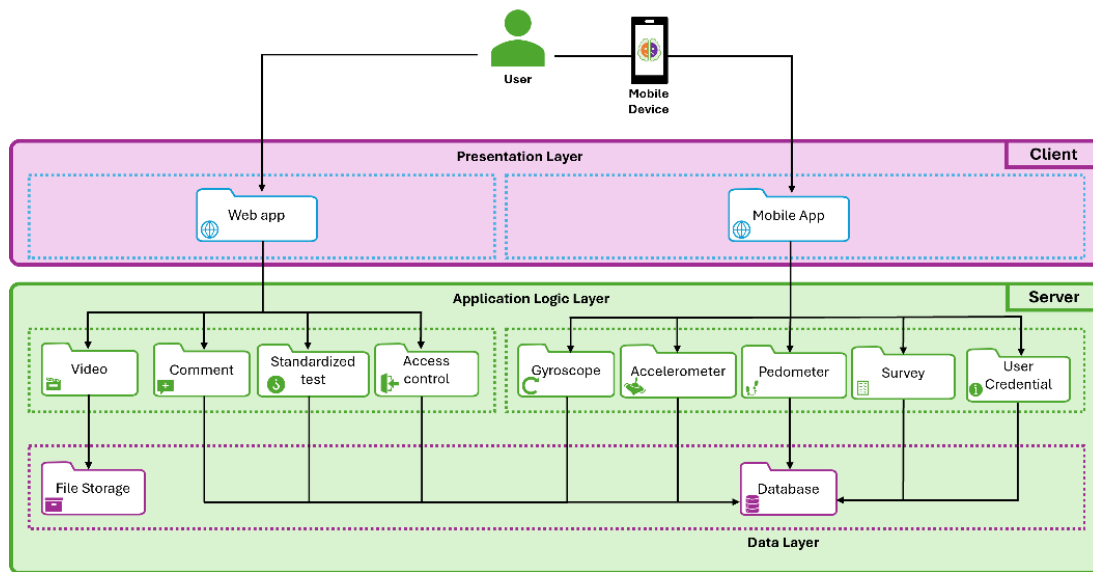 User
Mobile
Device
Presentation Layer
Client
Web app
Mobile App
Application Logic Layer
Server
Video
Comment
Standardized
test
Access
control
Gyroscope
Accelerometer
Pedometer
Survey
User
Credential
File Storage
Database
Data Layer